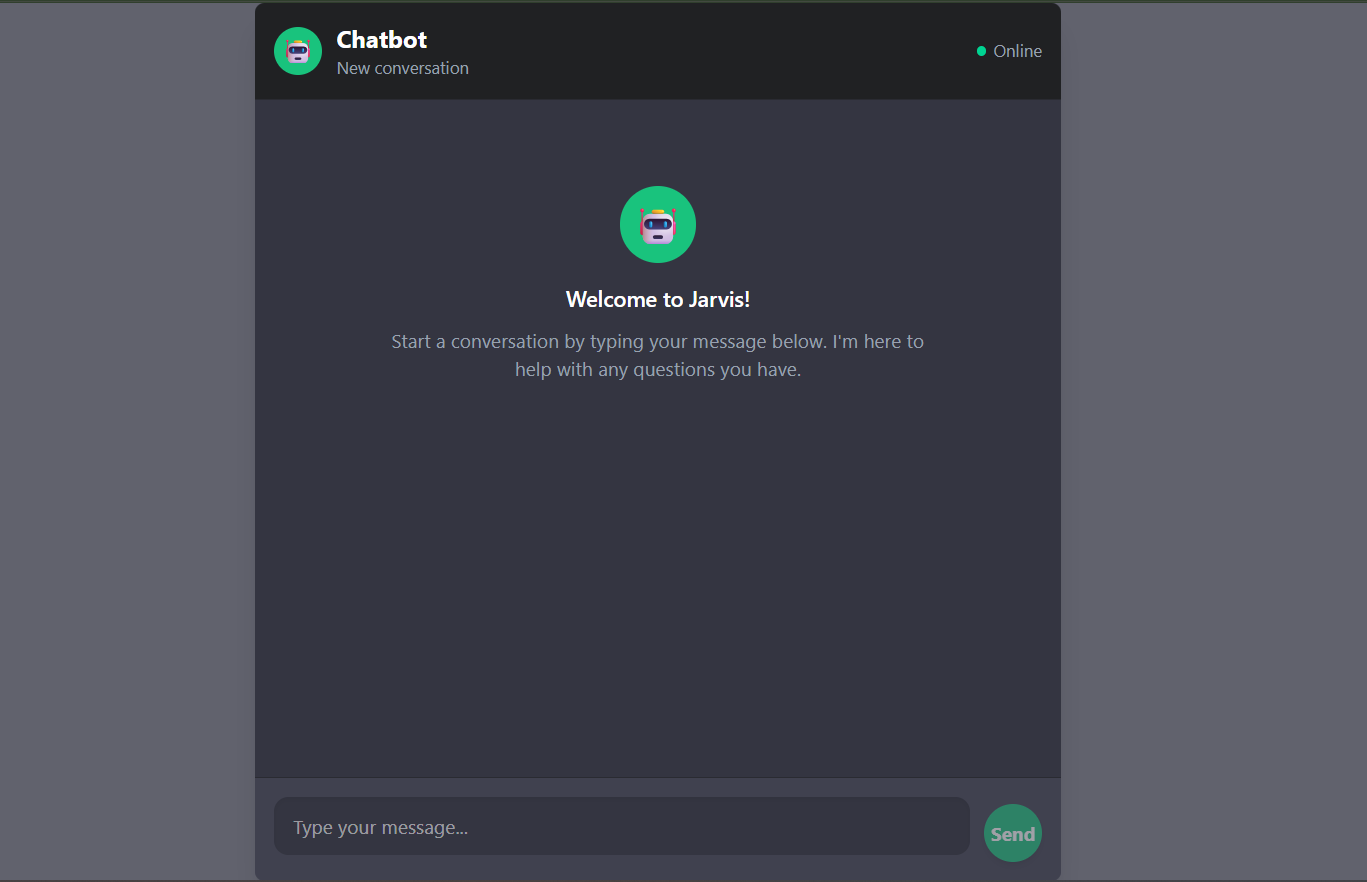 Chatbot
New conversation
Online
Welcome to Jarvis!
Start a conversation by typing your message below. I'm here to
help with any questions you have.
Type your message...
Send